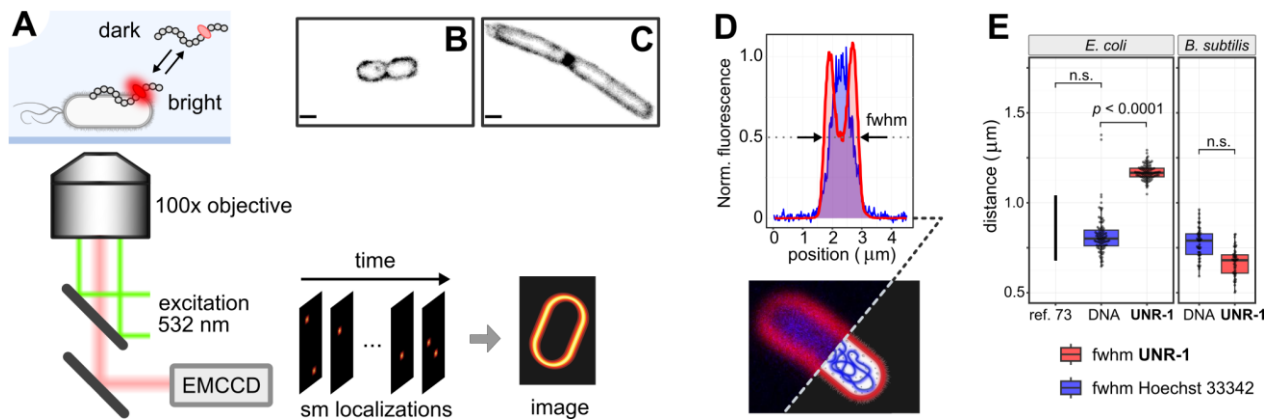 A
dark
bright
100x objective
excitation
532 nm
EMCCD
time
...
sm localizations
image
B
C
D
Norm. fluorescence
1.0
0.5
0
fwhm
0 1 2 3 4
position ( μm)
E
E. coli
B. subtilis
n.s.
p < 0.0001
n.s.
distance ( μm)
1.5
1.0
0.5
ref. 73 DNA UNR-1
DNA UNR-1
fwhm UNR-1
fwhm Hoechst 33342